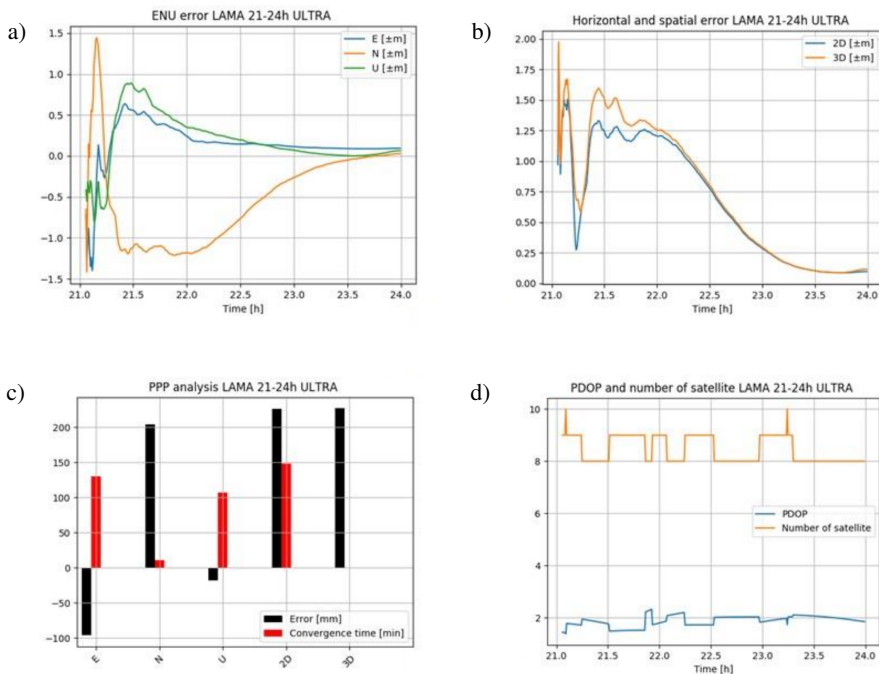 a)
ENU error LAMA 21-24h ULTRA
1.5
1.0
0.5
0.0
−0.5
−1.0
−1.5
E [±m]
N [±m]
U [±m]
21.0 21.5 22.0 22.5 23.0 23.5 24.0
Time [h]
b)
Horizontal and spatial error LAMA 21-24h ULTRA
2.00
1.75
1.50
1.25
1.00
0.75
0.50
0.25
0.00
2D [±m]
3D [±m]
21.0 21.5 22.0 22.5 23.0 23.5 24.0
Time [h]
c)
PPP analysis LAMA 21-24h ULTRA
200
150
100
50
0
−50
−100
Error [mm]
Convergence time [min]
E N U 2D 3D
d)
PDOP and number of satellite LAMA 21-24h ULTRA
10
8
6
4
2
PDOP
Number of satellite
21.0 21.5 22.0 22.5 23.0 23.5 24.0
Time [h]